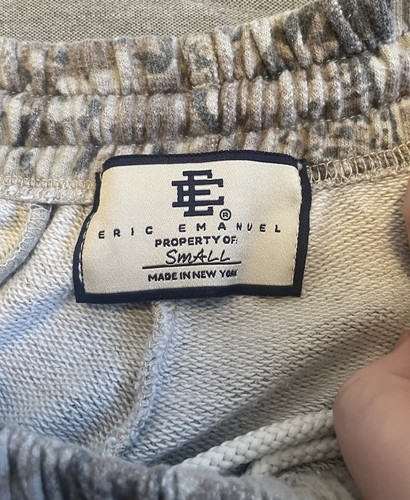 EE®
ERIC EMANUEL
PROPERTY OF:
SMALL
MADE IN NEW YORK